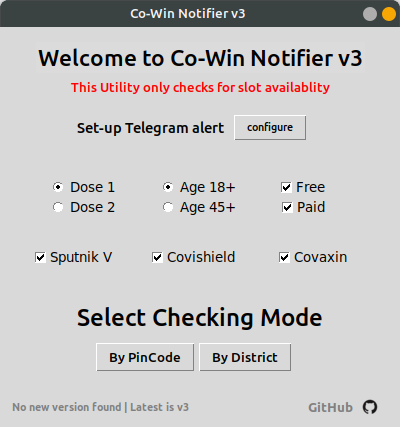 Co-Win Notifier v3
Welcome to Co-Win Notifier v3
This Utility only checks for slot availablity
Set-up Telegram alert configure
Dose 1 Age 18+ Free
Dose 2 Age 45+ Paid
Sputnik V Covishield Covaxin
Select Checking Mode
By PinCode By District
No new version found | Latest is v3 GitHub